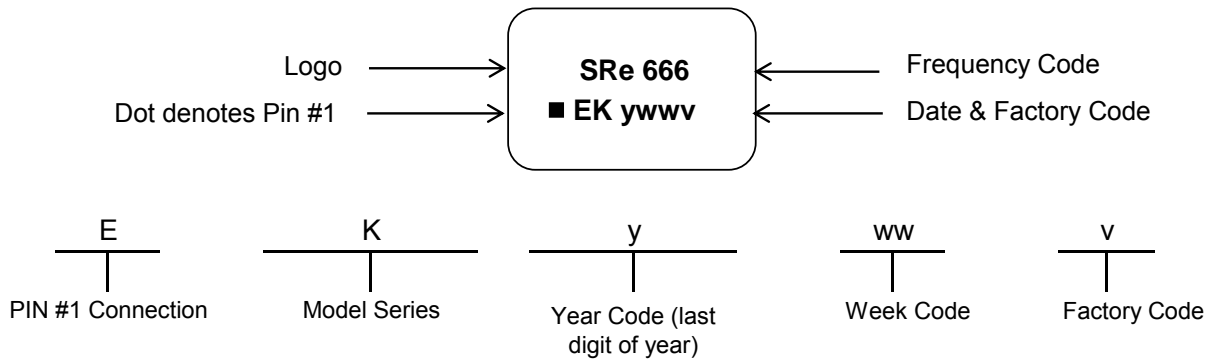 Logo
SRe 666
Frequency Code
Dot denotes Pin #1
■ EK ywwv
Date & Factory Code
E
K
y
ww
v
PIN #1 Connection
Model Series
Year Code (last
digit of year)
Week Code
Factory Code